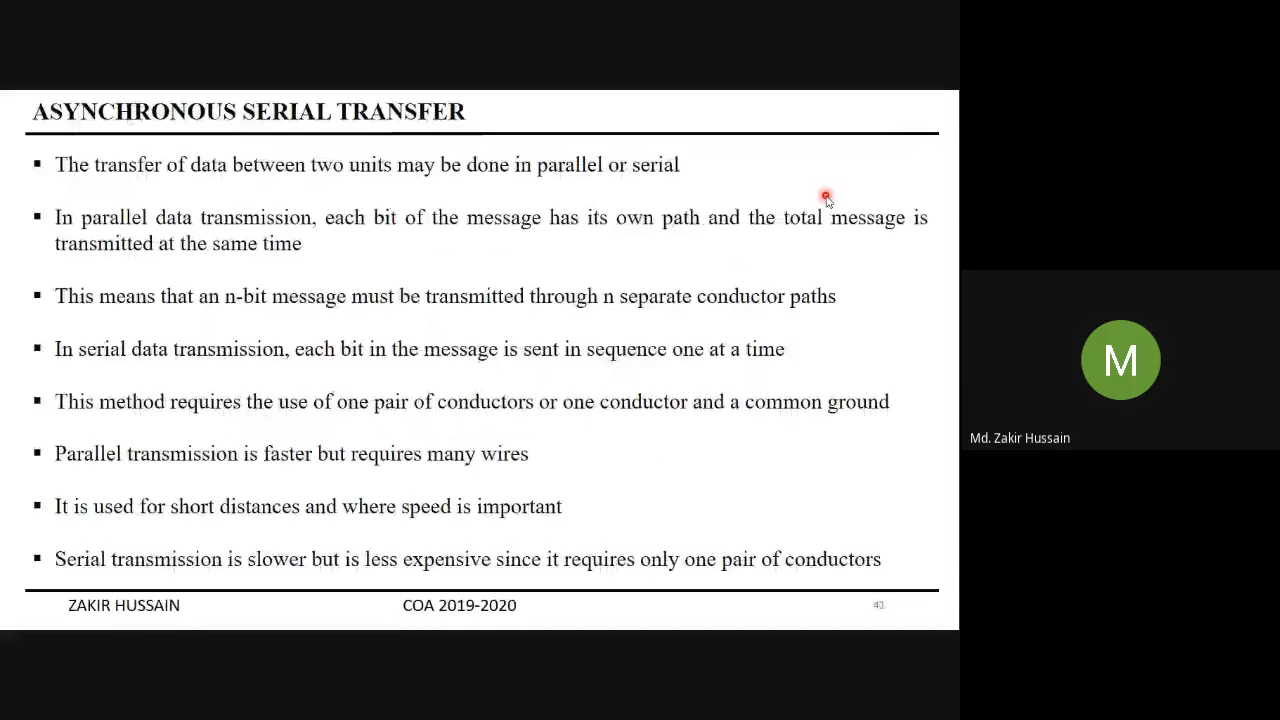 ASYNCHRONOUS SERIAL TRANSFER
▪ The transfer of data between two units may be done in parallel or serial
▪ In parallel data transmission, each bit of the message has its own path and the total message is
transmitted at the same time
▪ This means that an n-bit message must be transmitted through n separate conductor paths
▪ In serial data transmission, each bit in the message is sent in sequence one at a time
▪ This method requires the use of one pair of conductors or one conductor and a common ground
▪ Parallel transmission is faster but requires many wires
▪ It is used for short distances and where speed is important
▪ Serial transmission is slower but is less expensive since it requires only one pair of conductors
ZAKIR HUSSAIN COA 2019-2020 41
M
Md. Zakir Hussain